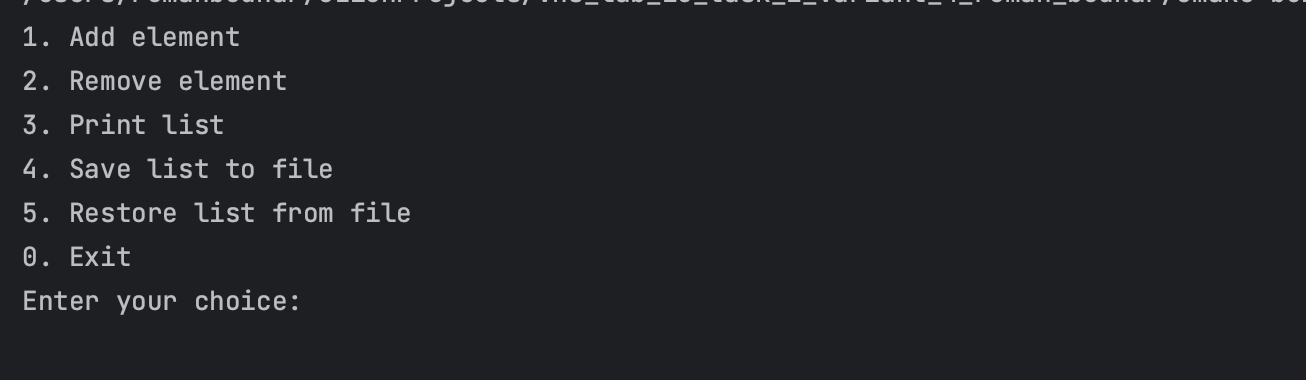 1. Add element
2. Remove element
3. Print list
4. Save list to file
5. Restore list from file
0. Exit
Enter your choice: